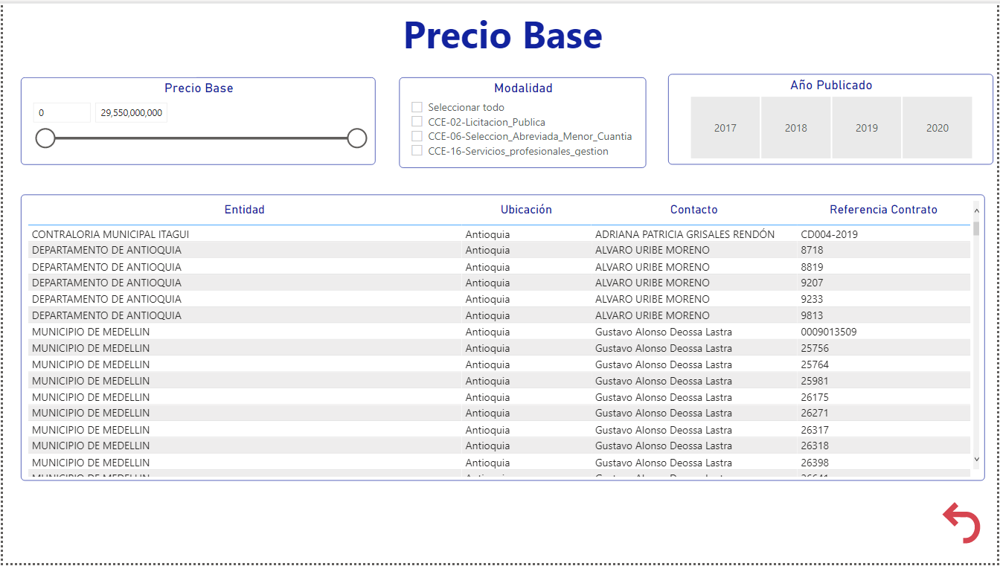 Precio Base
Precio Base
0 29,550,000,000
Modalidad
Seleccionar todo
CCE-02-Licitacion_Publica
CCE-06-Seleccion_Abreviada_Menor_Cuantia
CCE-16-Servicios_profesionales_gestion
Año Publicado
2017 2018 2019 2020
Entidad Ubicación Contacto Referencia Contrato
CONTRALORIA MUNICIPAL ITAGUI Antioquia ADRIANA PATRICIA GRISALES RENDÓN CD004-2019
DEPARTAMENTO DE ANTIOQUIA Antioquia ALVARO URIBE MORENO 8718
DEPARTAMENTO DE ANTIOQUIA Antioquia ALVARO URIBE MORENO 8819
DEPARTAMENTO DE ANTIOQUIA Antioquia ALVARO URIBE MORENO 9207
DEPARTAMENTO DE ANTIOQUIA Antioquia ALVARO URIBE MORENO 9233
DEPARTAMENTO DE ANTIOQUIA Antioquia ALVARO URIBE MORENO 9813
MUNICIPIO DE MEDELLIN Antioquia Gustavo Alonso Deossa Lastra 0009013509
MUNICIPIO DE MEDELLIN Antioquia Gustavo Alonso Deossa Lastra 25756
MUNICIPIO DE MEDELLIN Antioquia Gustavo Alonso Deossa Lastra 25764
MUNICIPIO DE MEDELLIN Antioquia Gustavo Alonso Deossa Lastra 25981
MUNICIPIO DE MEDELLIN Antioquia Gustavo Alonso Deossa Lastra 26175
MUNICIPIO DE MEDELLIN Antioquia Gustavo Alonso Deossa Lastra 26271
MUNICIPIO DE MEDELLIN Antioquia Gustavo Alonso Deossa Lastra 26317
MUNICIPIO DE MEDELLIN Antioquia Gustavo Alonso Deossa Lastra 26318
MUNICIPIO DE MEDELLIN Antioquia Gustavo Alonso Deossa Lastra 26398
MUNICIPIO DE MEDELLIN Antioquia Gustavo Alonso Deossa Lastra